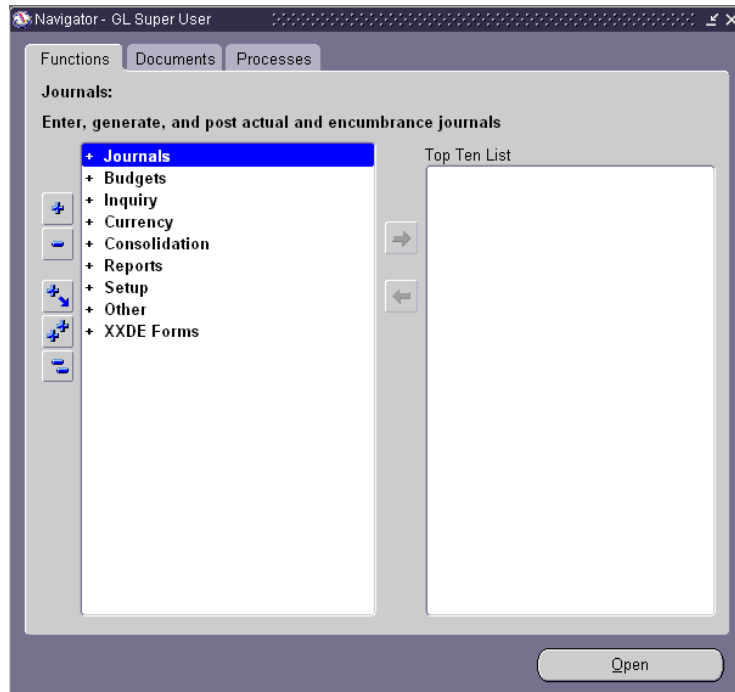 Navigator - GL Super User
Functions Documents Processes
Journals:
Enter, generate, and post actual and encumbrance journals
+ Journals
+ Budgets
+ Inquiry
+ Currency
+ Consolidation
+ Reports
+ Setup
+ Other
+ XXDE Forms
Top Ten List
Open